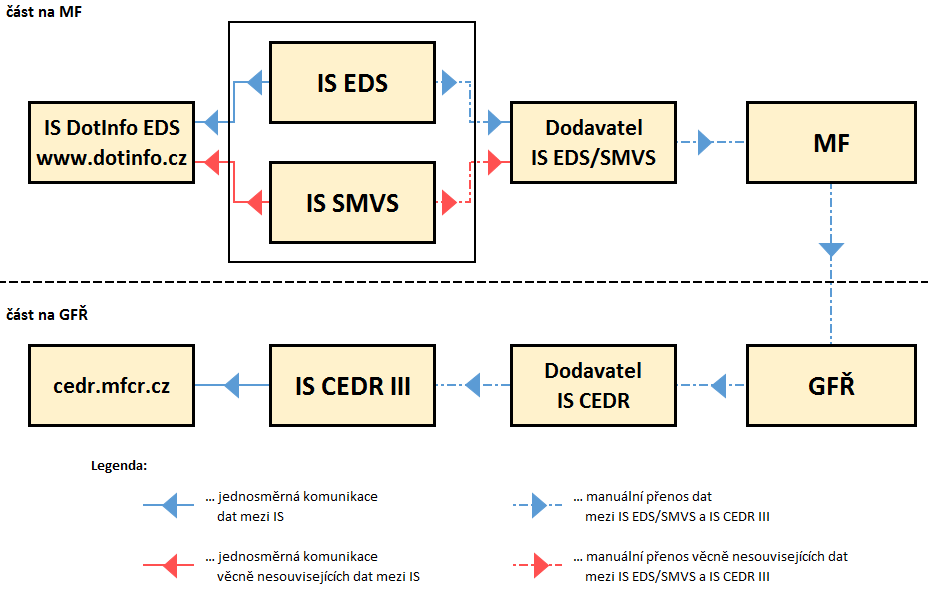 část na MF
IS EDS
IS DotInfo EDS
www.dotinfo.cz
Dodavatel
IS EDS/SMVS
MF
IS SMVS
část na GFŘ
cedr.mfcr.cz
IS CEDR III
Dodavatel
IS CEDR
GFŘ
Legenda:
... jednosměrná komunikace
dat mezi IS
... manuální přenos dat
mezi IS EDS/SMVS a IS CEDR III
... jednosměrná komunikace
věcně nesouvisejících dat mezi IS
... manuální přenos věcně nesouvisejících dat
mezi IS EDS/SMVS a IS CEDR III